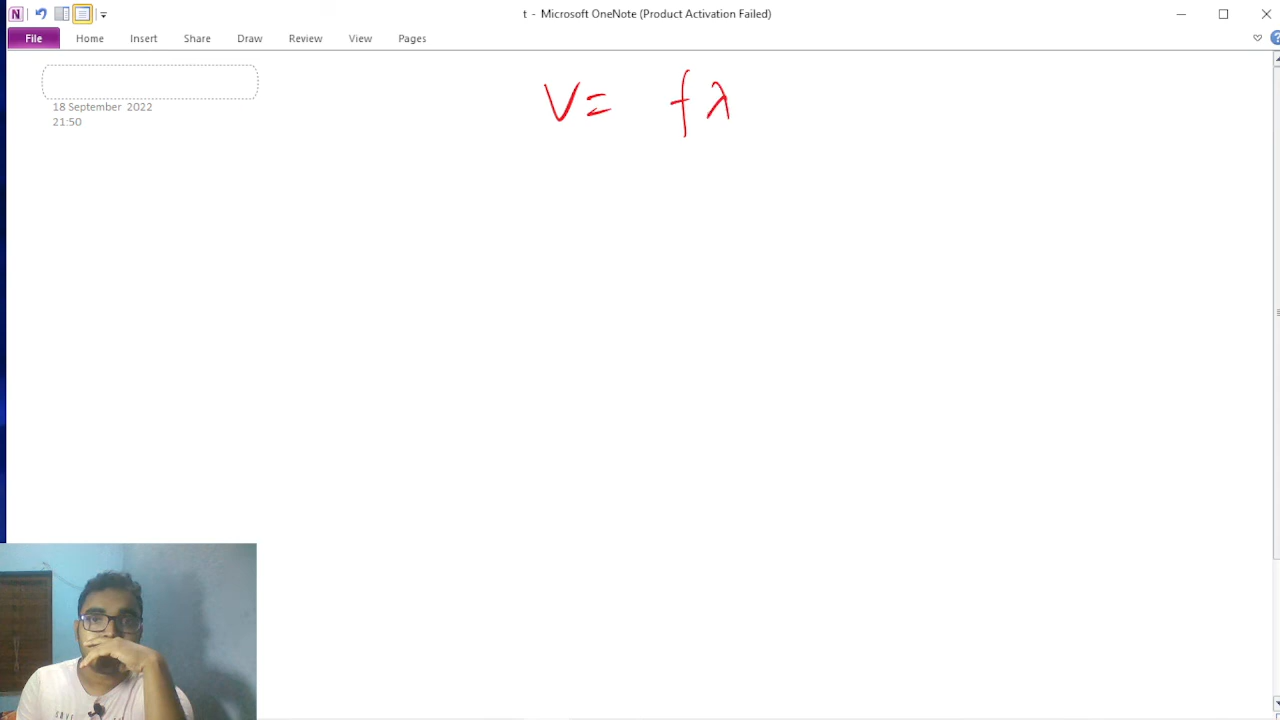 t - Microsoft OneNote (Product Activation Failed)
File Home Insert Share Draw Review View Pages
V= fλ
18 September 2022
21:50